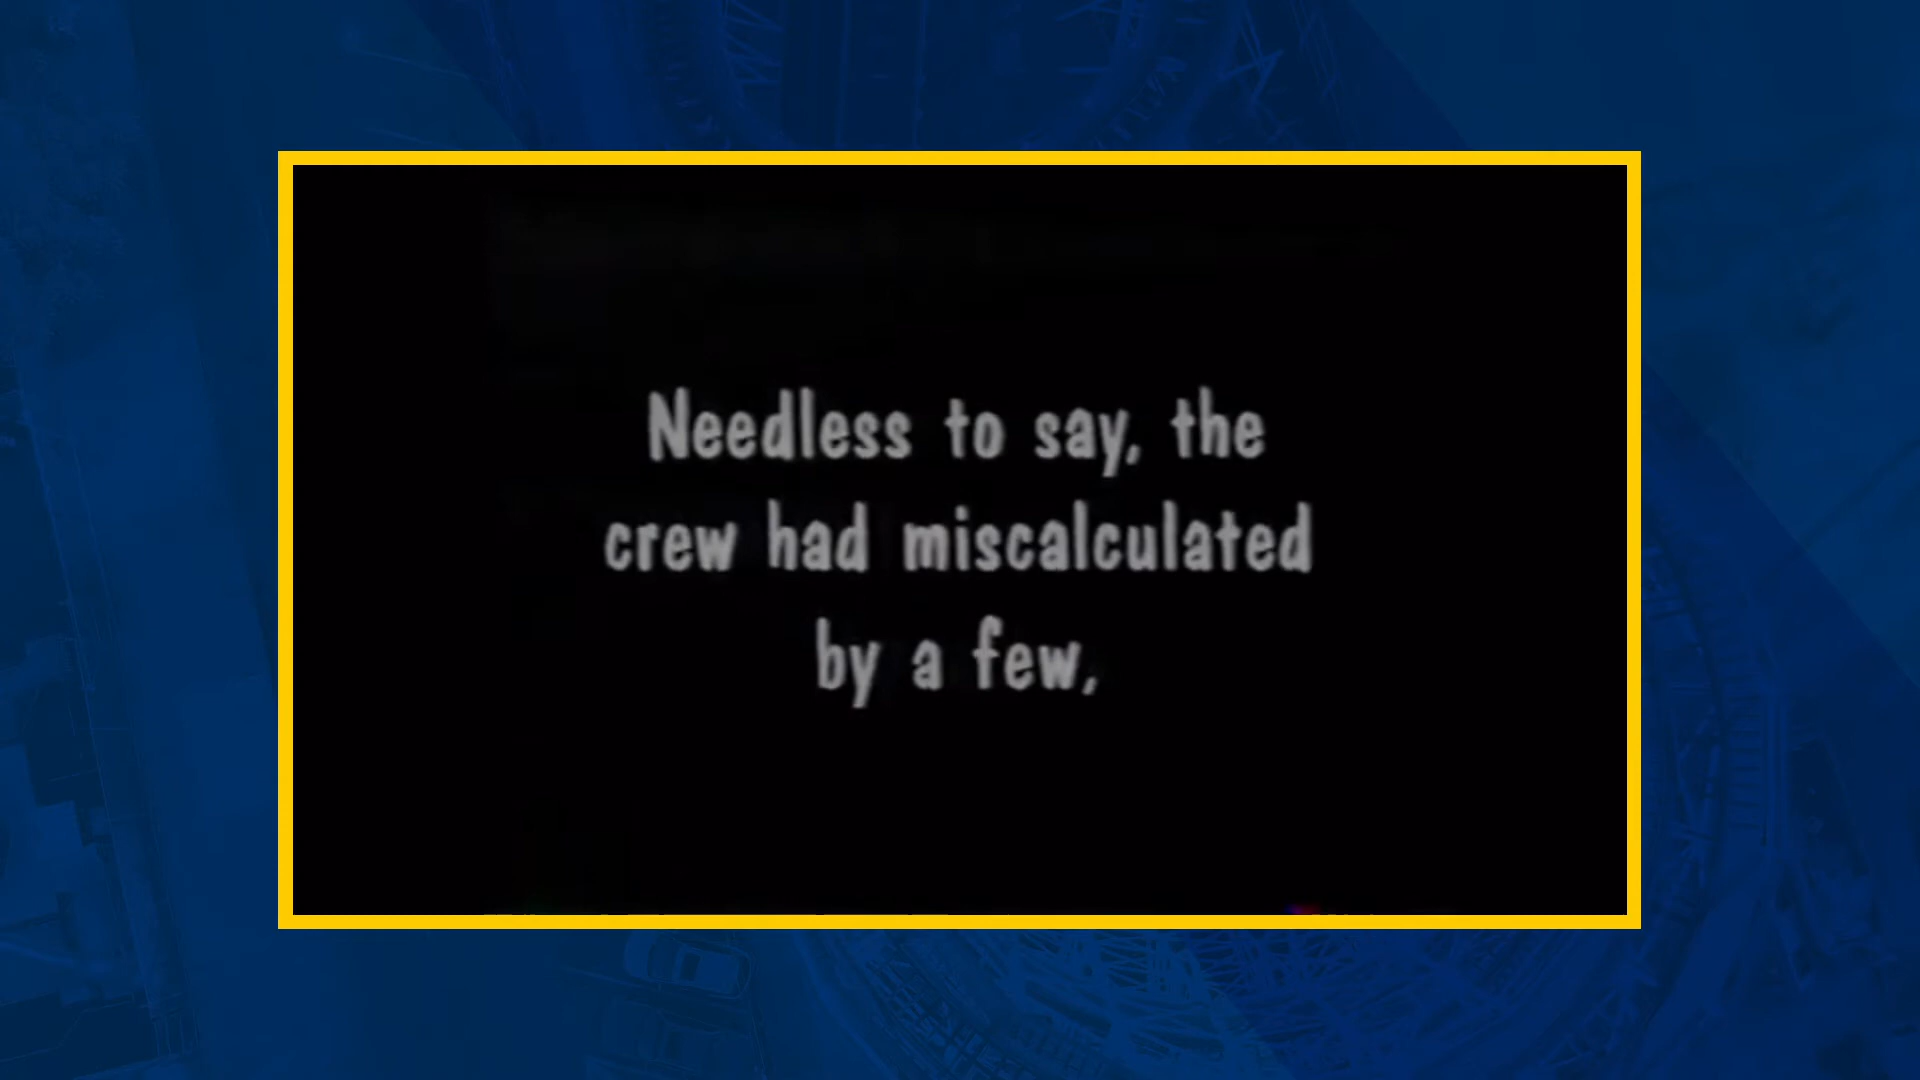 Needless to say, the
crew had miscalculated
by a few,